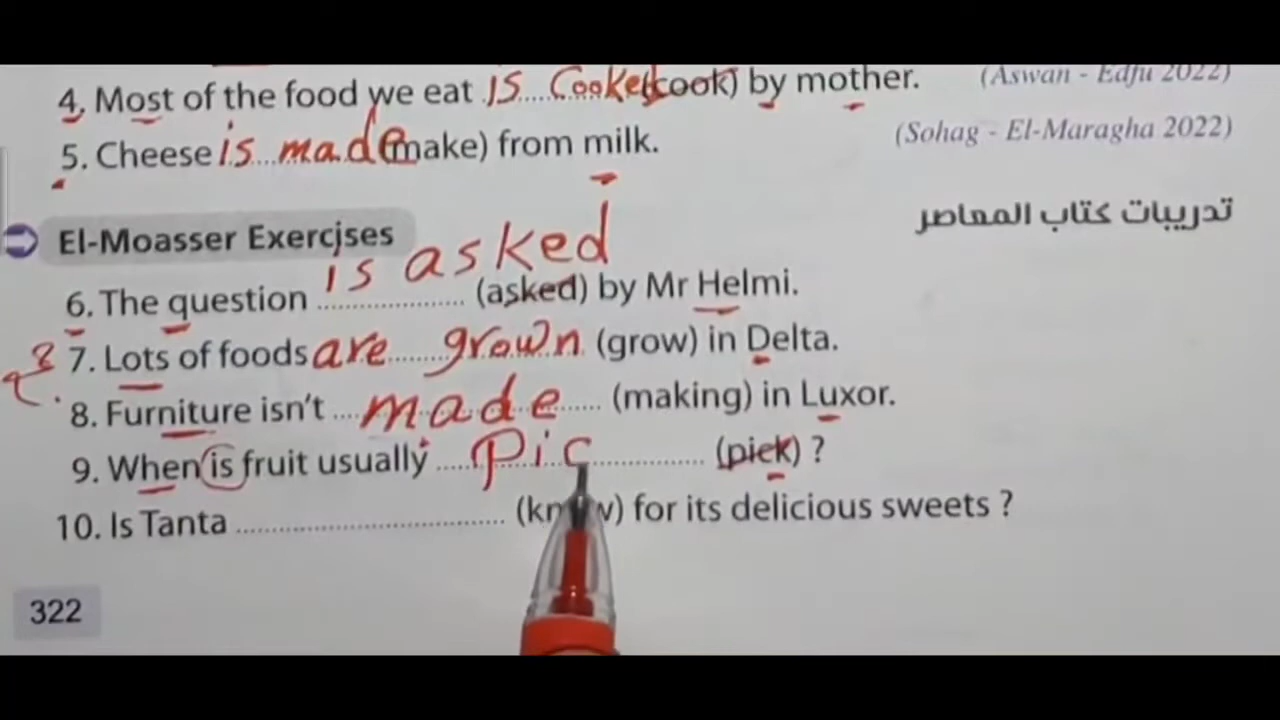 4. Most of the food we eat is cooked (cook) by mother. (Aswan - Edfu 2022)
5. Cheese is made (make) from milk. (Sohag - El-Maragha 2022)
El-Moasser Exercises تدريبات كتاب المعاصر
6. The question is asked (asked) by Mr Helmi.
7. Lots of foods are grown (grow) in Delta.
8. Furniture isn't made (making) in Luxor.
9. When is fruit usually Pic (pick) ?
10. Is Tanta .............................. (know) for its delicious sweets ?
322